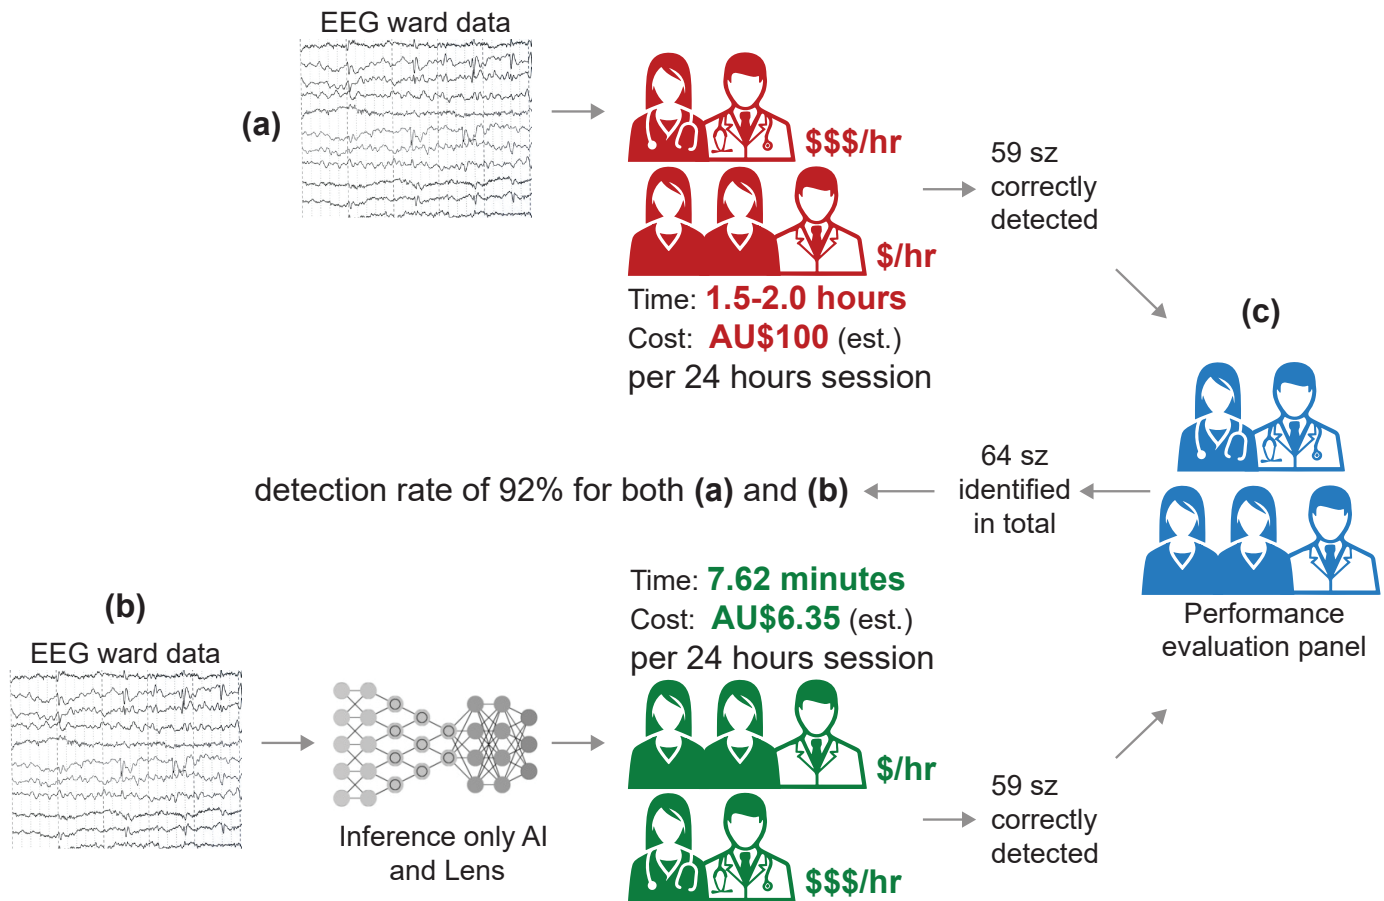 EEG ward data
(a)
$$$/hr
$/hr
Time: 1.5-2.0 hours
Cost: AU$100 (est.)
per 24 hours session
59 sz
correctly
detected
(c)
64 sz
identified
in total
detection rate of 92% for both (a) and (b)
Performance
evaluation panel
(b)
EEG ward data
Inference only AI
and Lens
Time: 7.62 minutes
Cost: AU$6.35 (est.)
per 24 hours session
$/hr
$$$/hr
59 sz
correctly
detected